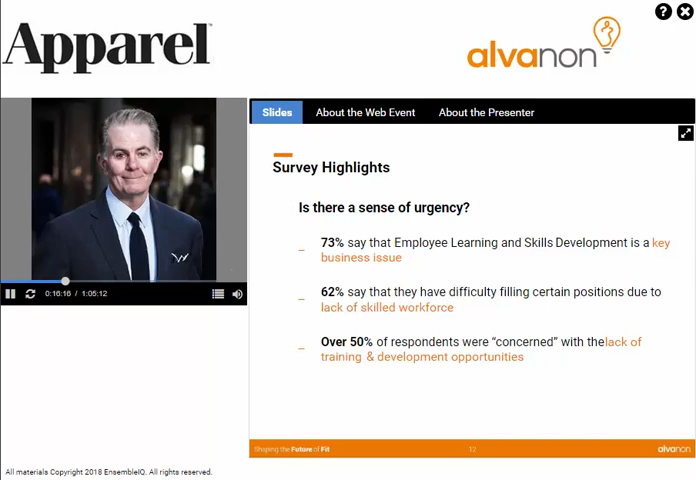 Apparel
alvanon
Slides
About the Web Event
About the Presenter
Survey Highlights
Is there a sense of urgency?
73% say that Employee Learning and Skills Development is a key
business issue
62% say that they have difficulty filling certain positions due to
lack of skilled workforce
Over 50% of respondents were “concerned” with the lack of
training & development opportunities
0:16:16 / 1:05:12
Shaping the Future of Fit
12
alvanon
All materials Copyright 2018 EnsembleIQ. All rights reserved.